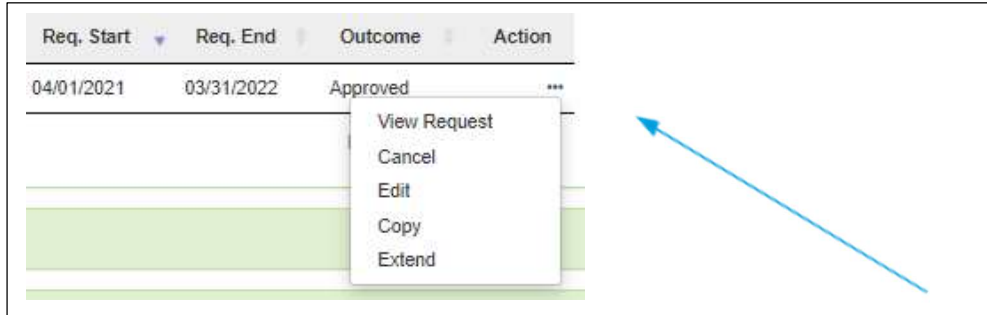 Req. Start Req. End Outcome Action
04/01/2021 03/31/2022 Approved •••
View Request
Cancel
Edit
Copy
Extend